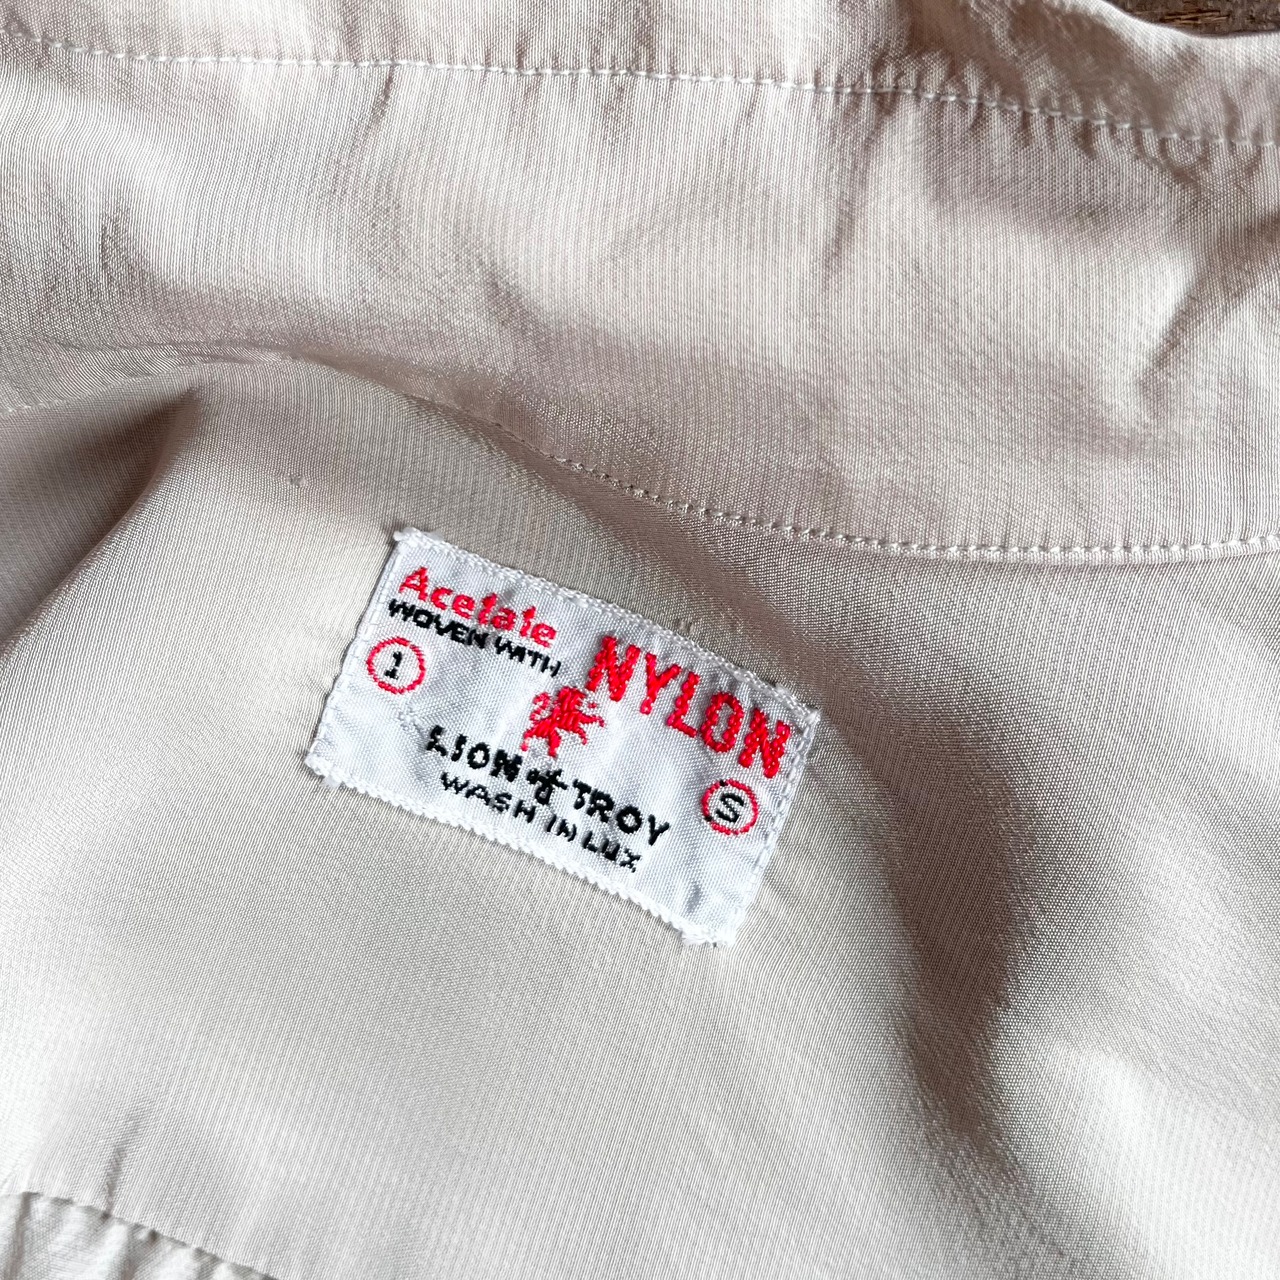 Acetate
WOVEN WITH
NYLON
1
LION of TROY
S
WASH IN LUX